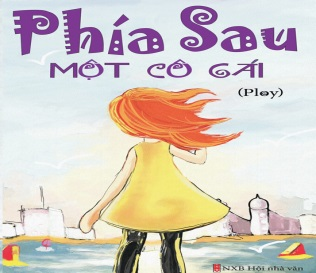 Phía Sau
MỘT CÔ GÁI
(Ploy)
NXB Hội nhà văn